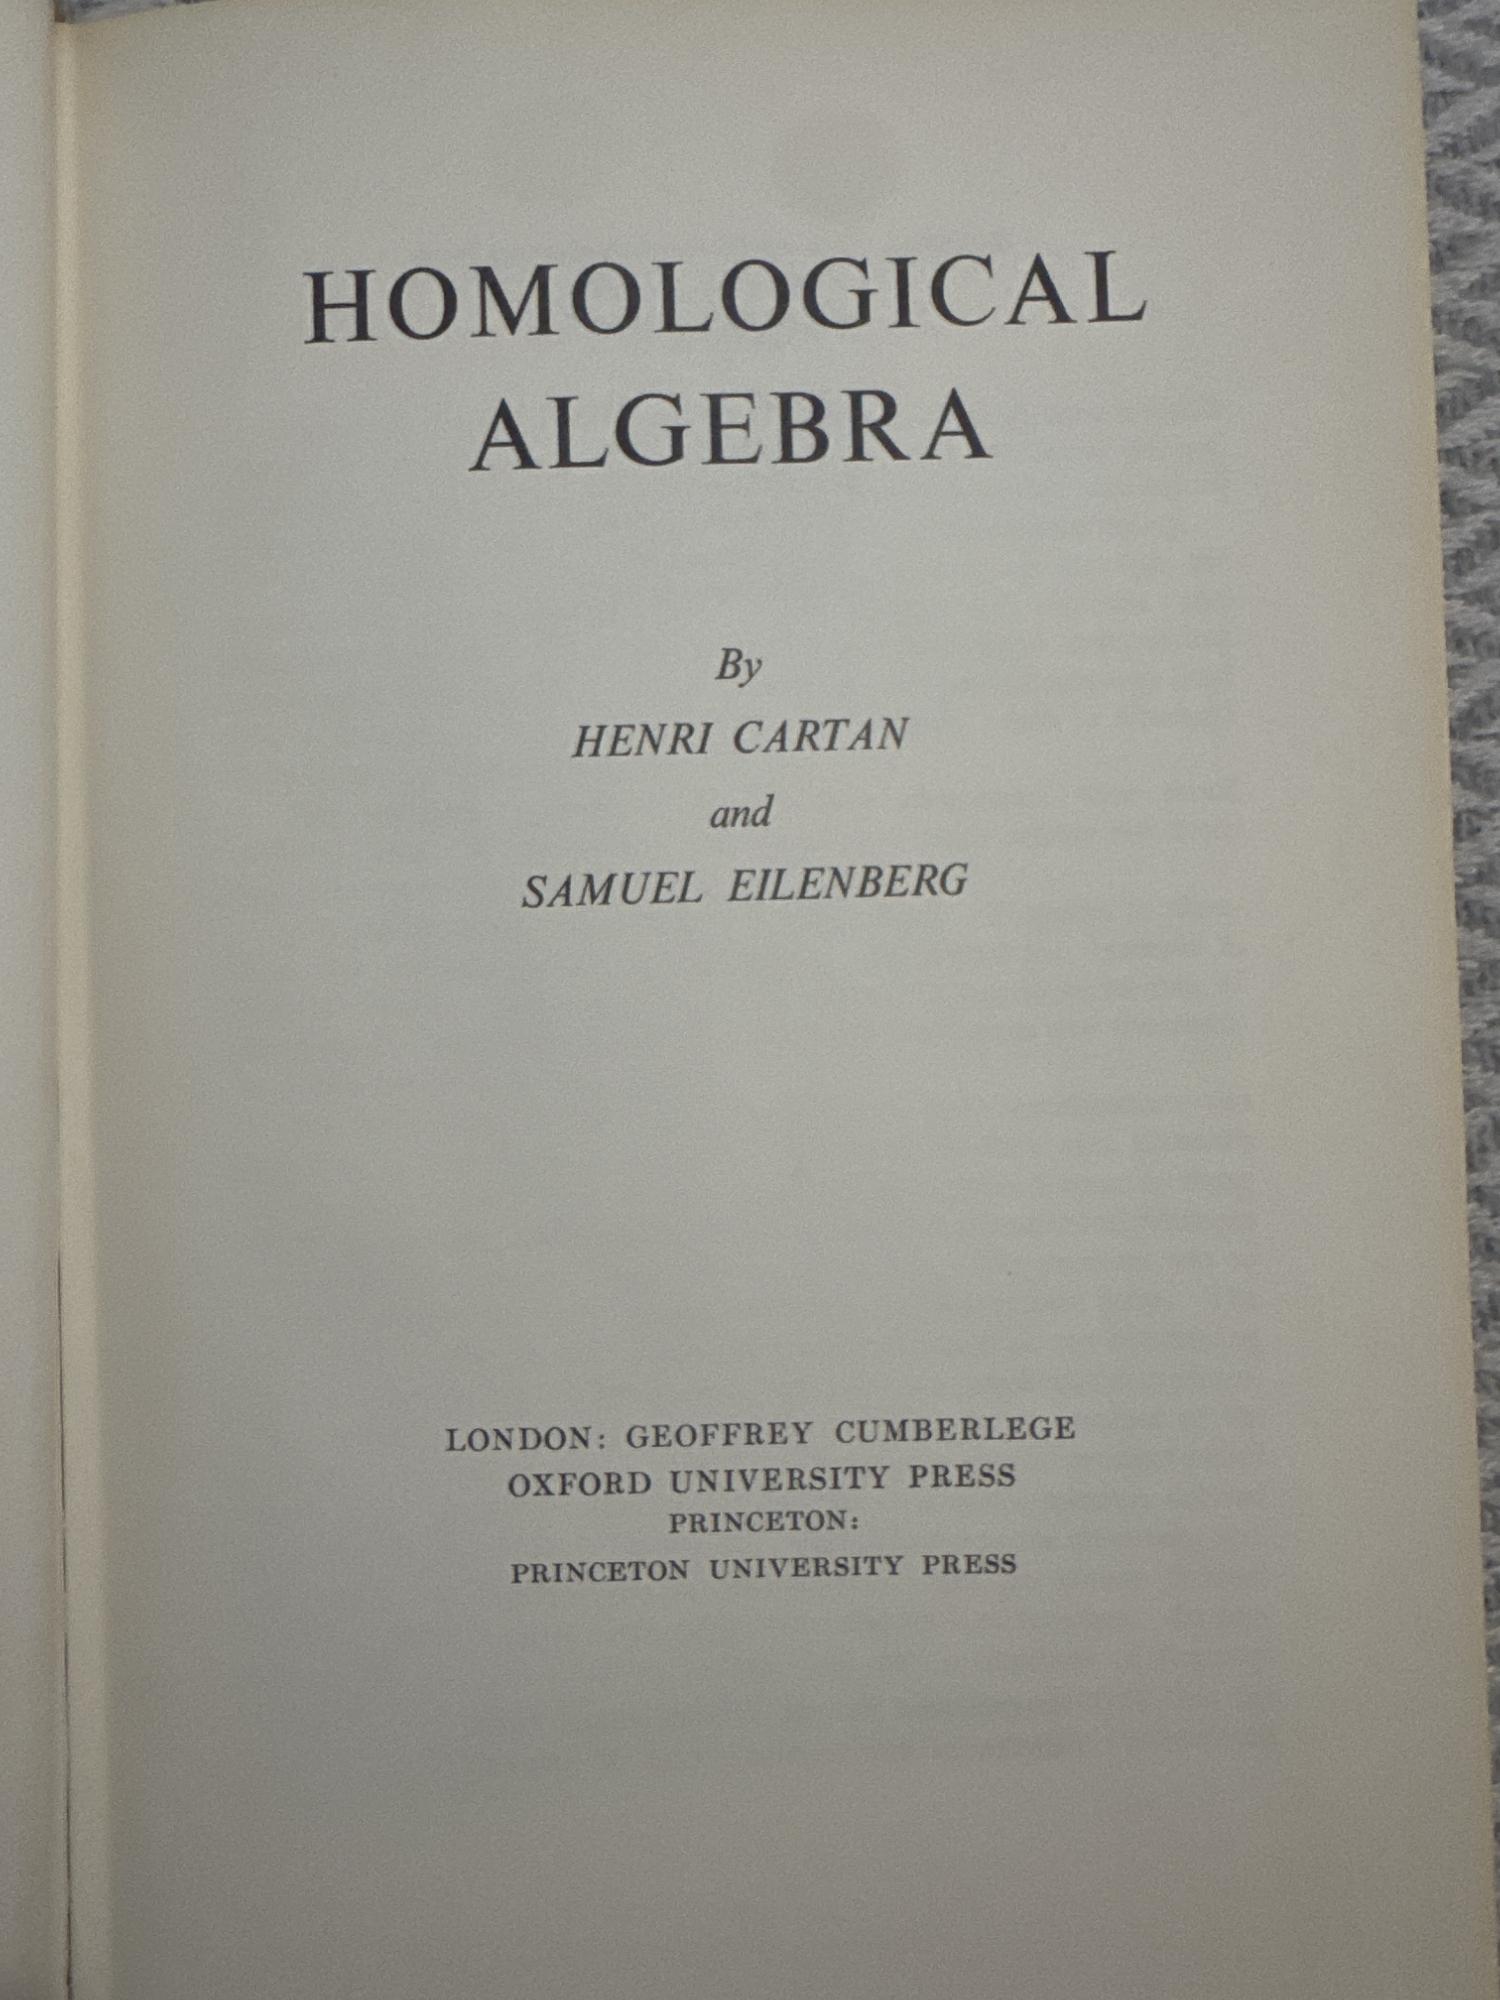 HOMOLOGICAL
ALGEBRA
By
HENRI CARTAN
and
SAMUEL EILENBERG
LONDON: GEOFFREY CUMBERLEGE
OXFORD UNIVERSITY PRESS
PRINCETON:
PRINCETON UNIVERSITY PRESS